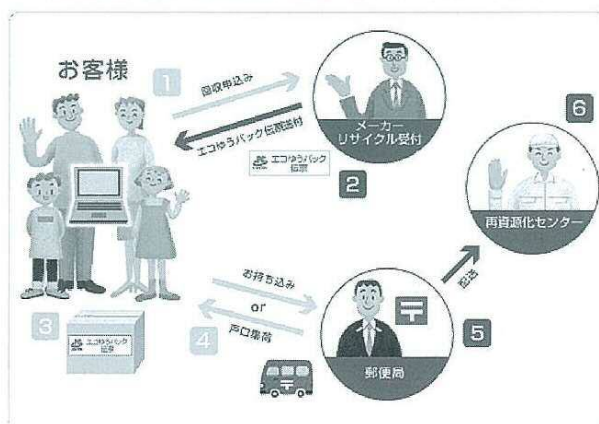 お客様
1
回収申込み
エコゆうパック伝票送付
メーカー
リサイクル受付
エコゆうパック
伝票
2
6
再資源化センター
お持ち込み
or
戸口集荷
3
エコゆうパック
伝票
4
5
郵便局
〒
〒